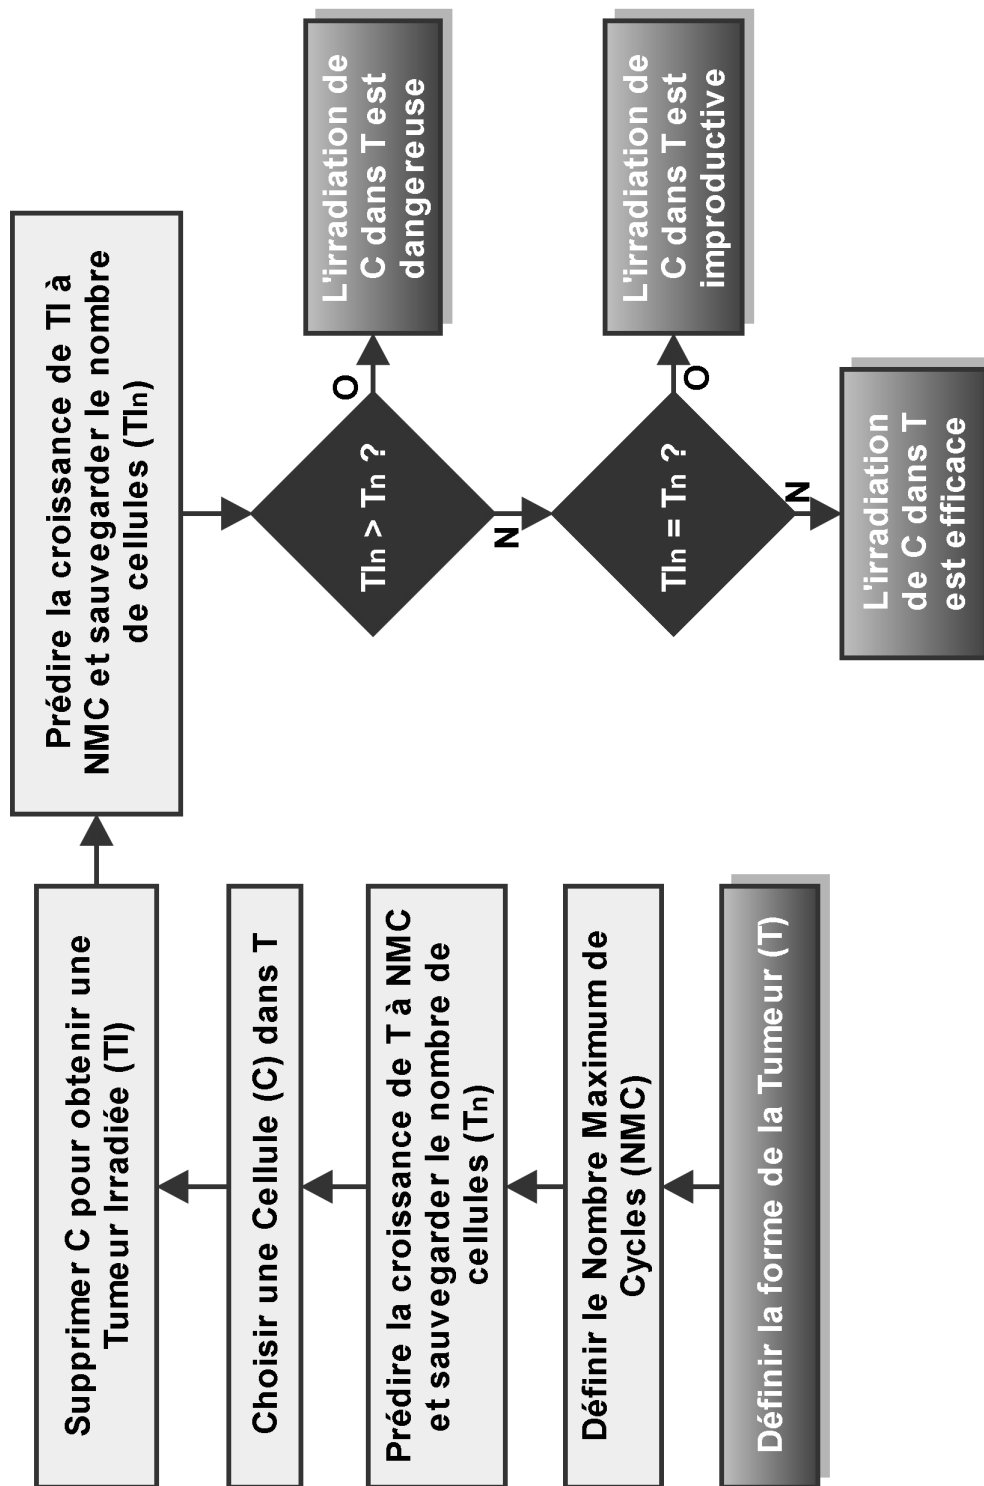 Définir la forme de la Tumeur (T)
Définir le Nombre Maximum de
Cycles (NMC)
Prédire la croissance de T à NMC
et sauvegarder le nombre de
cellules (Tn)
Choisir une Cellule (C) dans T
Supprimer C pour obtenir une
Tumeur Irradiée (TI)
Prédire la croissance de TI à
NMC et sauvegarder le nombre
de cellules (TIn)
TIn > Tn ?
O
L'irradiation de
C dans T est
dangereuse
N
TIn = Tn ?
O
L'irradiation de
C dans T est
improductive
N
L'irradiation
de C dans T
est efficace